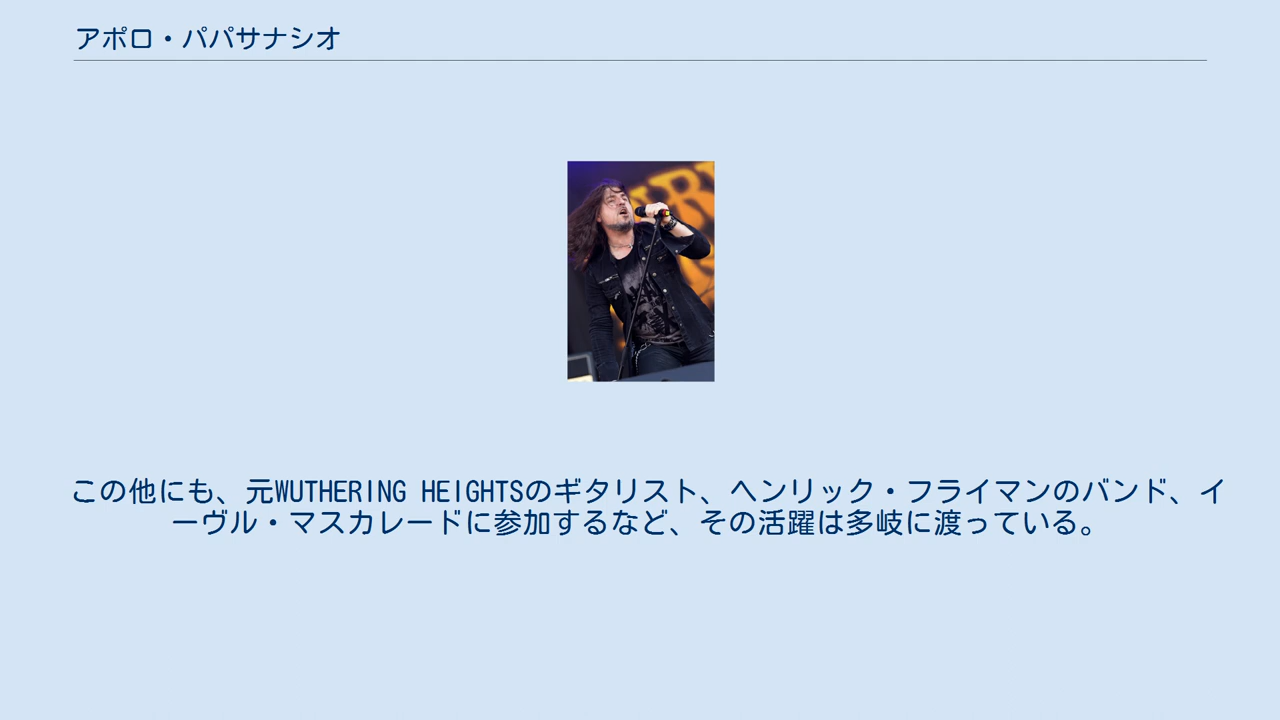 アポロ・パパサナシオ
この他にも、元WUTHERING HEIGHTSのギタリスト、ヘンリック・フライマンのバンド、イ
ーヴル・マスカレードに参加するなど、その活躍は多岐に渡っている。